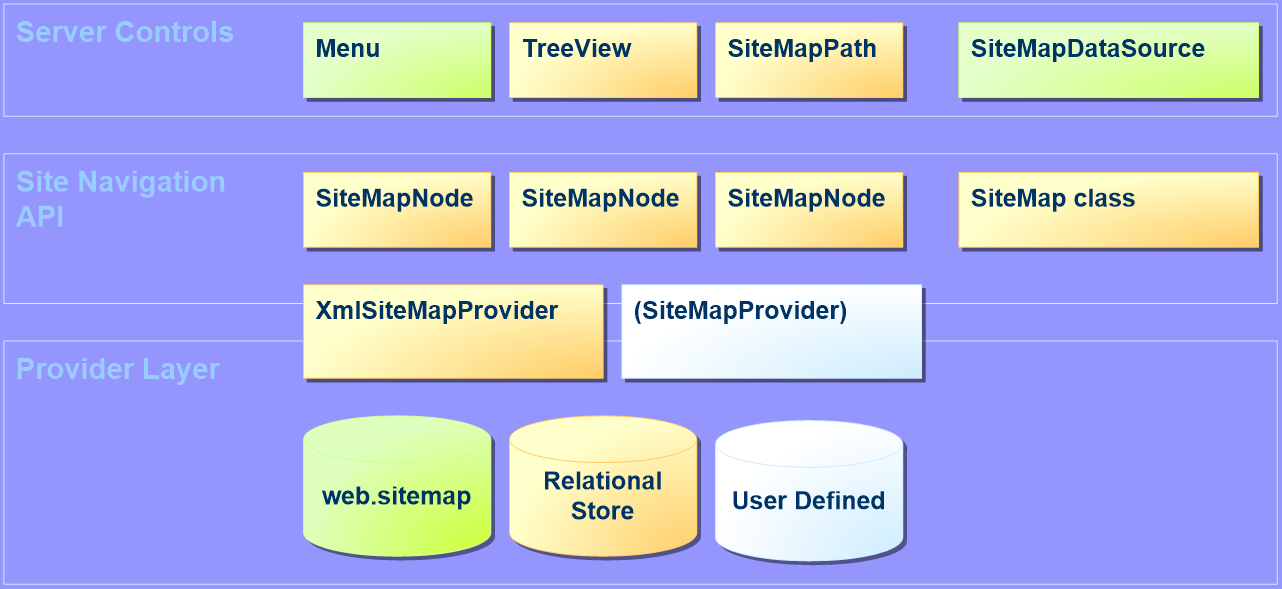 Server Controls
Menu
TreeView
SiteMapPath
SiteMapDataSource
Site Navigation
API
SiteMapNode
SiteMapNode
SiteMapNode
SiteMap class
XmlSiteMapProvider
(SiteMapProvider)
Provider Layer
web.sitemap
Relational
Store
User Defined